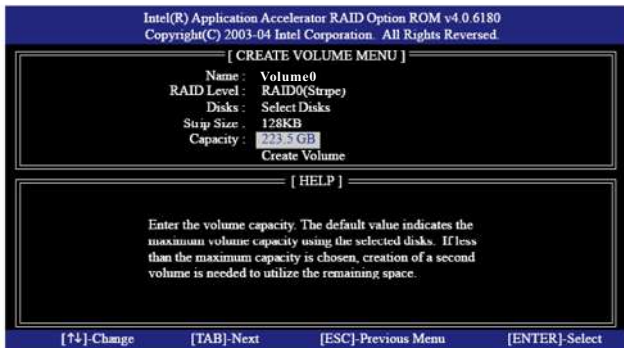 Intel(R) Application Accelerator RAID Option ROM v4.0.6180
Copyright(C) 2003-04 Intel Corporation. All Rights Reversed.
[ CREATE VOLUME MENU ]
Name : Volume0
RAID Level : RAID0(Stripe)
Disks : Select Disks
Strip Size : 128KB
Capacity : 223.5 GB
Create Volume
[ HELP ]
Enter the volume capacity. The default value indicates the
maximum volume capacity using the selected disks. If less
than the maximum capacity is chosen, creation of a second
volume is needed to utilize the remaining space.
[↑↓]-Change [TAB]-Next [ESC]-Previous Menu [ENTER]-Select